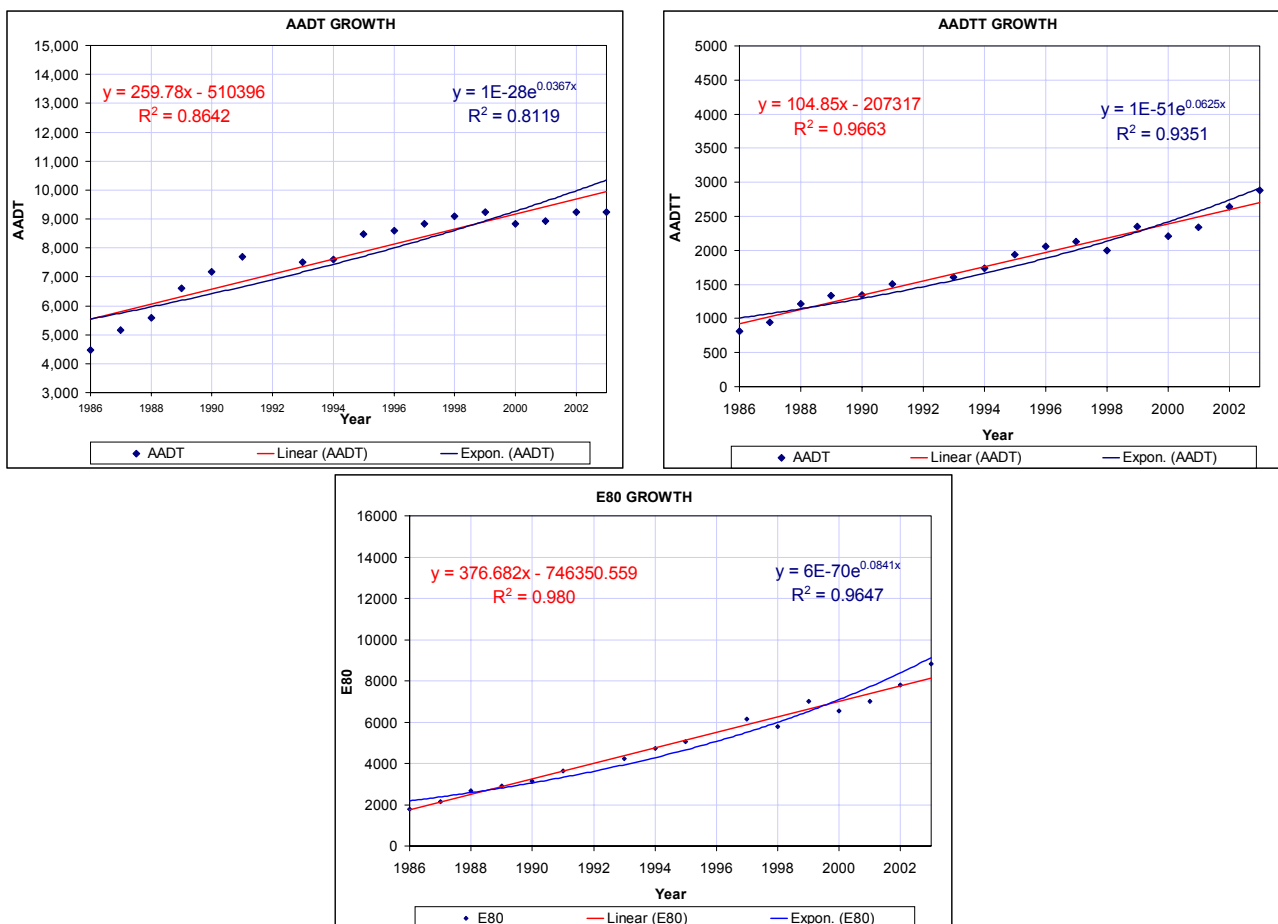 AADT GROWTH
15,000
14,000
13,000
12,000
11,000
10,000
9,000
8,000
7,000
6,000
5,000
4,000
3,000
AADT
y = 259.78x - 510396
R² = 0.8642
y = 1E-28e^0.0367x
R² = 0.8119
1986 1988 1990 1992 1994 1996 1998 2000 2002
Year
AADT Linear (AADT) Expon. (AADT)
AADTT GROWTH
5000
4500
4000
3500
3000
2500
2000
1500
1000
500
0
AADTT
y = 104.85x - 207317
R² = 0.9663
y = 1E-51e^0.0625x
R² = 0.9351
1986 1988 1990 1992 1994 1996 1998 2000 2002
Year
AADT Linear (AADT) Expon. (AADT)
E80 GROWTH
16000
14000
12000
10000
8000
6000
4000
2000
0
E80
y = 376.682x - 746350.559
R² = 0.980
y = 6E-70e^0.0841x
R² = 0.9647
1986 1988 1990 1992 1994 1996 1998 2000 2002
Year
E80 Linear (E80) Expon. (E80)